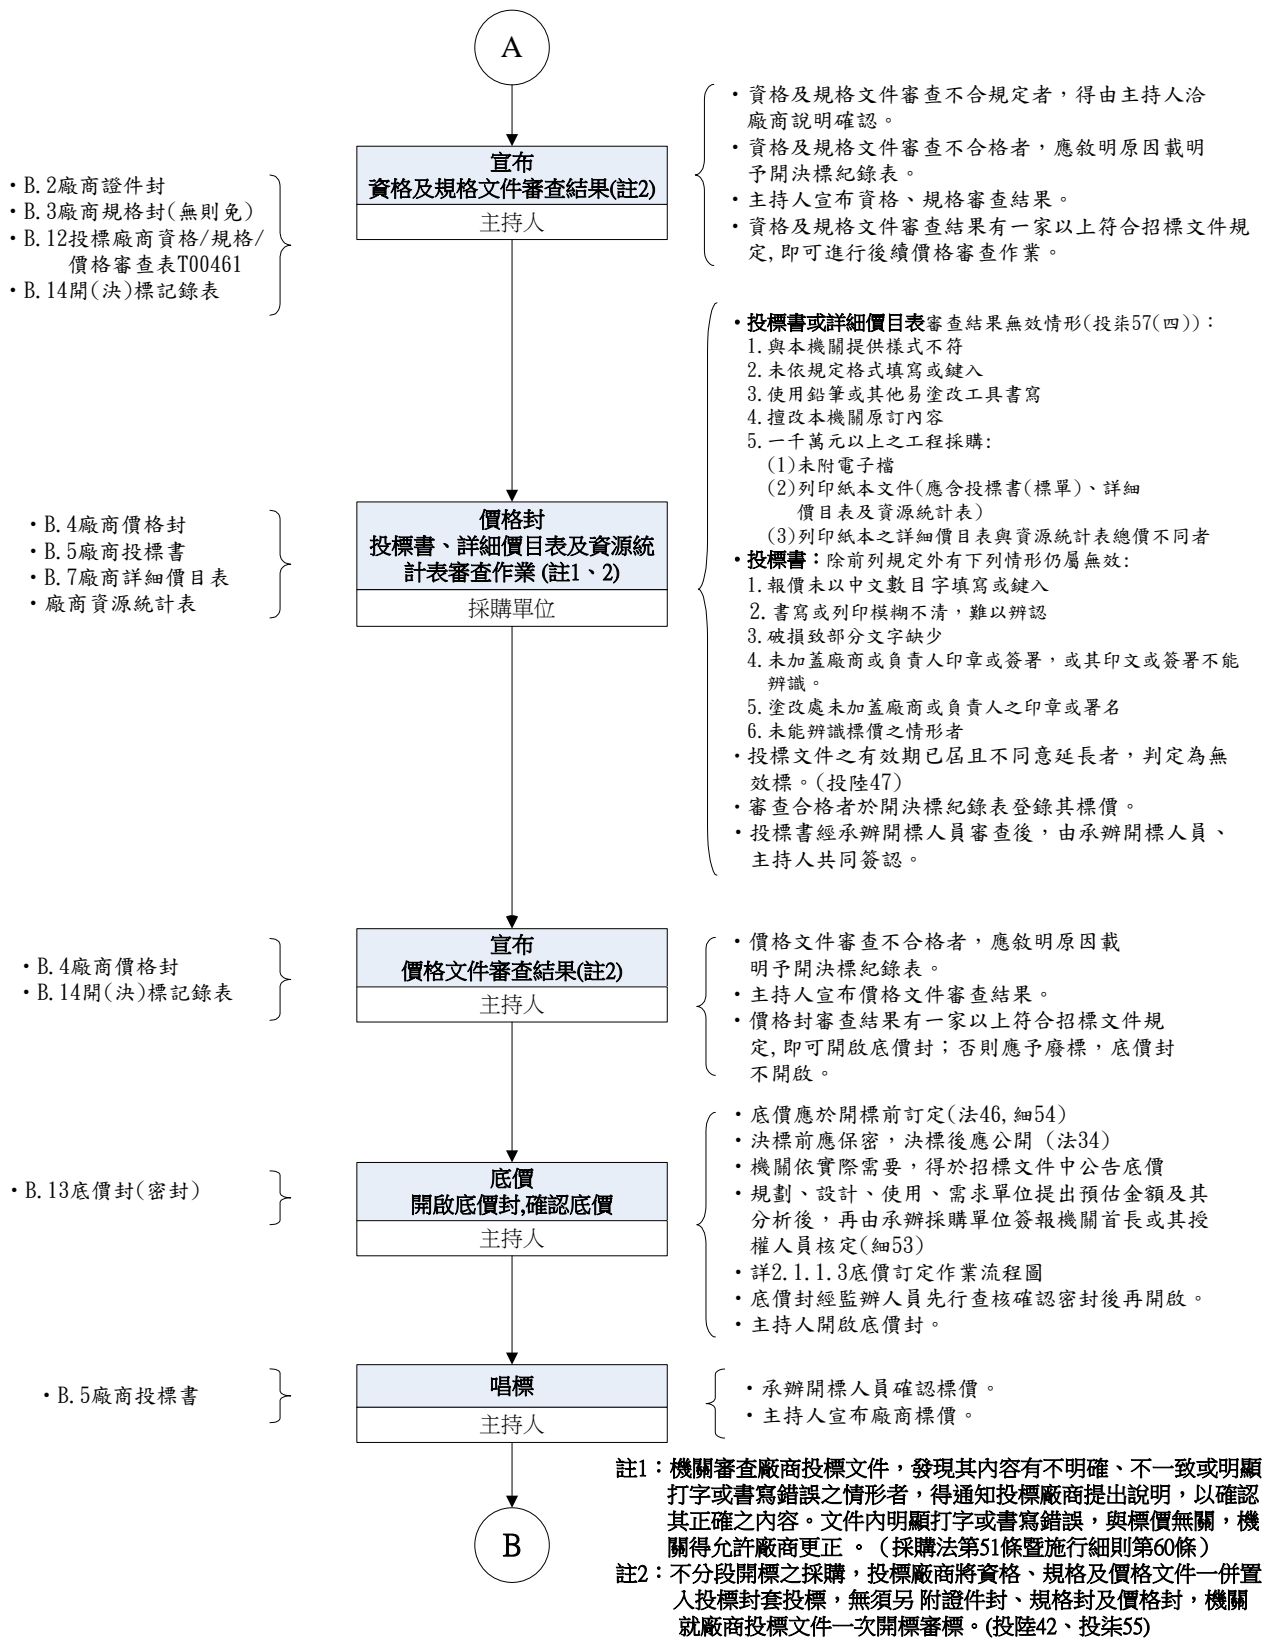 A
宣布
資格及規格文件審查結果(註2)
主持人
・B.2廠商證件封
・B.3廠商規格封(無則免)
・B.12投標廠商資格/規格/
價格審查表T00461
・B.14開(決)標記錄表
・資格及規格文件審查不合規定者，得由主持人洽
廠商說明確認。
・資格及規格文件審查不合格者，應敘明原因載明
予開決標紀錄表。
・主持人宣布資格、規格審查結果。
・資格及規格文件審查結果有一家以上符合招標文件規
定,即可進行後續價格審查作業。
價格封
投標書、詳細價目表及資源統
計表審查作業 (註1、2)
採購單位
・B.4廠商價格封
・B.5廠商投標書
・B.7廠商詳細價目表
・廠商資源統計表
・投標書或詳細價目表審查結果無效情形(投柒57(四))：
1.與本機關提供樣式不符
2.未依規定格式填寫或鍵入
3.使用鉛筆或其他易塗改工具書寫
4.擅改本機關原訂內容
5.一千萬元以上之工程採購:
(1)未附電子檔
(2)列印紙本文件(應含投標書(標單)、詳細
價目表及資源統計表)
(3)列印紙本之詳細價目表與資源統計表總價不同者
・投標書：除前列規定外有下列情形仍屬無效:
1.報價未以中文數目字填寫或鍵入
2.書寫或列印模糊不清，難以辨認
3.破損致部分文字缺少
4.未加蓋廠商或負責人印章或簽署，或其印文或簽署不能
辨識。
5.塗改處未加蓋廠商或負責人之印章或署名
6.未能辨識標價之情形者
・投標文件之有效期已屆且不同意延長者，判定為無
效標。(投陸47)
・審查合格者於開決標紀錄表登錄其標價。
・投標書經承辦開標人員審查後，由承辦開標人員、
主持人共同簽認。
宣布
價格文件審查結果(註2)
主持人
・B.4廠商價格封
・B.14開(決)標記錄表
・價格文件審查不合格者，應敘明原因載
明予開決標紀錄表。
・主持人宣布價格文件審查結果。
・價格封審查結果有一家以上符合招標文件規
定,即可開啟底價封；否則應予廢標，底價封
不開啟。
底價
開啟底價封,確認底價
主持人
・B.13底價封(密封)
・底價應於開標前訂定(法46,細54)
・決標前應保密，決標後應公開 (法34)
・機關依實際需要，得於招標文件中公告底價
・規劃、設計、使用、需求單位提出預估金額及其
分析後，再由承辦採購單位簽報機關首長或其授
權人員核定(細53)
・詳2.1.1.3底價訂定作業流程圖
・底價封經監辦人員先行查核確認密封後再開啟。
・主持人開啟底價封。
唱標
主持人
・B.5廠商投標書
・承辦開標人員確認標價。
・主持人宣布廠商標價。
B
註1：機關審查廠商投標文件，發現其內容有不明確、不一致或明顯
打字或書寫錯誤之情形者，得通知投標廠商提出說明，以確認
其正確之內容。文件內明顯打字或書寫錯誤，與標價無關，機
關得允許廠商更正 。（採購法第51條暨施行細則第60條）
註2：不分段開標之採購，投標廠商將資格、規格及價格文件一併置
入投標封套投標，無須另 附證件封、規格封及價格封，機關
就廠商投標文件一次開標審標。(投陸42、投柒55)